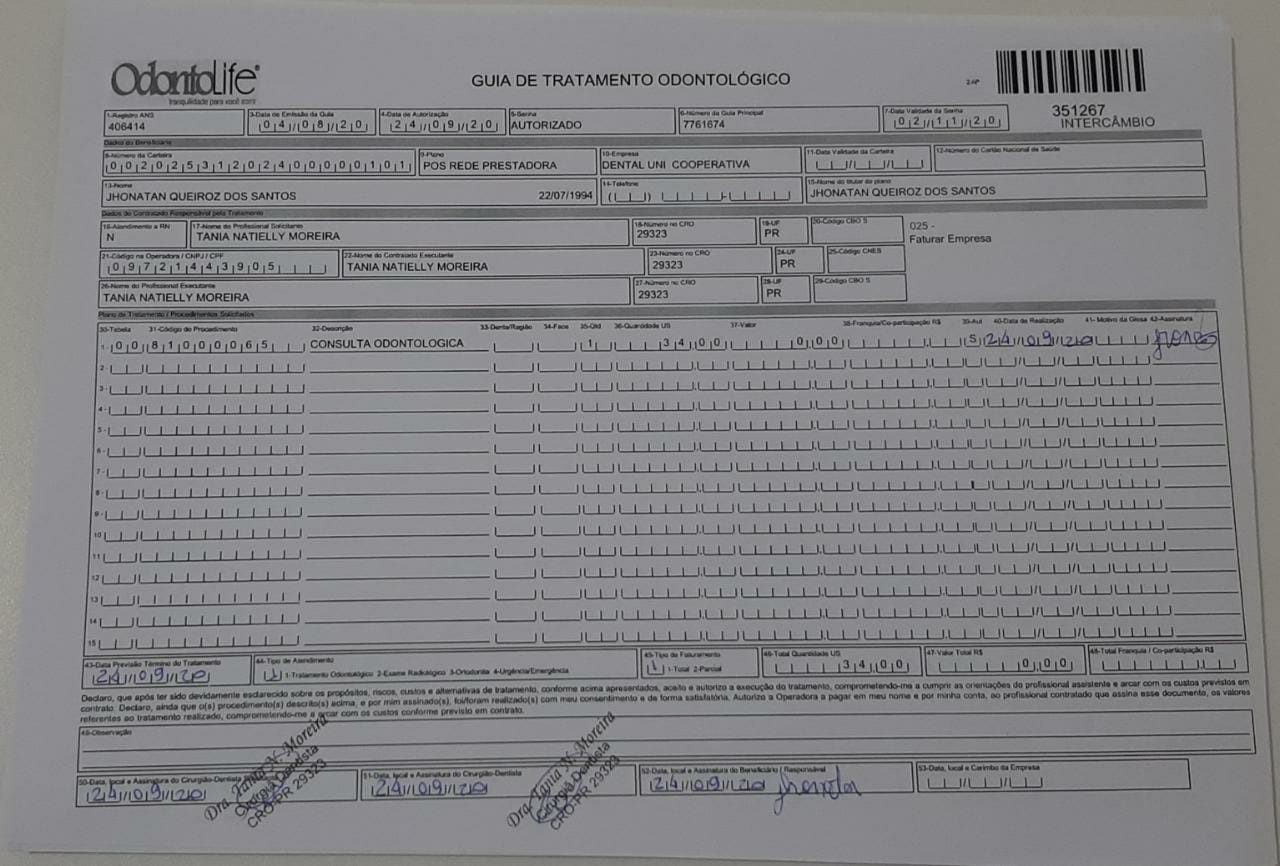 OdontoLife®
tranquilidade para você sorrir
GUIA DE TRATAMENTO ODONTOLÓGICO
351267
INTERCÂMBIO
1-Registro ANS 3-Data de Emissão da Guia 4-Data de Autorização 5-Senha 6-Número da Guia Principal 7-Data Validade da Senha
406414 04/08/20 24/09/20 AUTORIZADO 7761674 02/11/20
Dados do Beneficiário
8-Número da Carteira 9-Plano 10-Empresa 11-Data Validade da Carteira 12-Número do Cartão Nacional de Saúde
00202531202400000101 POS REDE PRESTADORA DENTAL UNI COOPERATIVA
13-Nome 14-Telefone 15-Nome do titular do plano
JHONATAN QUEIROZ DOS SANTOS 22/07/1994 JHONATAN QUEIROZ DOS SANTOS
Dados do Contratado Responsável pelo Tratamento
16-Atendimento a RN 17-Nome do Profissional Solicitante 18-Número no CRO 19-UF 20-Código CBO S
N TANIA NATIELLY MOREIRA 29323 PR
025 -
Faturar Empresa
21-Código na Operadora / CNPJ / CPF 22-Nome do Contratado Executante 23-Número no CRO 24-UF 25-Código CNES
09721443905 TANIA NATIELLY MOREIRA 29323 PR
26-Nome do Profissional Executante 27-Número no CRO 28-UF 29-Código CBO S
TANIA NATIELLY MOREIRA 29323 PR
Plano de Tratamento / Procedimentos Solicitados
30-Tabela 31-Código do Procedimento 32-Descrição 33-Dente/Região 34-Face 35-Qtd 36-Quantidade US 37-Valor 38-Franquia/Co-participação R$ 39-Aut 40-Data de Realização 41- Motivo da Glosa 42-Assinatura
1- 00 81000065 CONSULTA ODONTOLOGICA 1 34,00 0,00 S 24/09/20
2-
3-
4-
5-
6-
7-
8-
9-
10
11
12
13
14
15
43-Data Previsão Término do Tratamento 44-Tipo de Atendimento 45-Tipo de Faturamento 46-Total Quantidade US 47-Valor Total R$ 48-Total Franquia / Co-participação R$
24/09/20 1 1-Tratamento Odontológico 2-Exame Radiológico 3-Ortodontia 4-Urgência/Emergência 1 1-Total 2-Parcial 34,00 0,00
Declaro, que após ter sido devidamente esclarecido sobre os propósitos, riscos, custos e alternativas de tratamento, conforme acima apresentados, aceito e autorizo a execução do tratamento, comprometendo-me a cumprir as orientações do profissional assistente e arcar com os custos previstos em
contrato. Declaro, ainda que o(s) procedimento(s) descrito(s) acima, e por mim assinado(s), foi/foram realizado(s) com meu consentimento e de forma satisfatória. Autorizo a Operadora a pagar em meu nome e por minha conta, ao profissional contratado que assina esse documento, os valores
referentes ao tratamento realizado, comprometendo-me a arcar com os custos conforme previsto em contrato.
49-Observação
50-Data, local e Assinatura do Cirurgião-Dentista 51-Data, local e Assinatura do Cirurgião-Dentista 52-Data, local e Assinatura do Beneficiário / Responsável 53-Data, local e Carimbo da Empresa
24/09/20 24/09/20 24/09/20
Dra. Tania N. Moreira
Cirurgiã Dentista
CRO-PR 29323
Dra. Tania N. Moreira
Cirurgiã Dentista
CRO-PR 29323